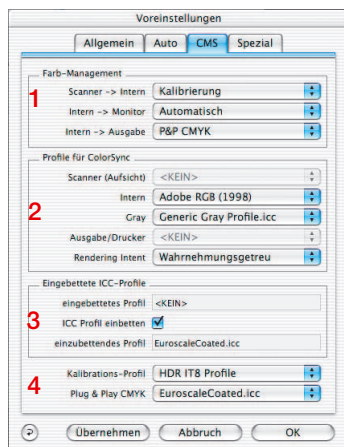 Voreinstellungen
Allgemein Auto CMS Spezial
Farb-Management
1
Scanner -> Intern Kalibrierung
Intern -> Monitor Automatisch
Intern -> Ausgabe P&P CMYK
Profile für ColorSync
Scanner (Aufsicht) <KEIN>
2
Intern Adobe RGB (1998)
Gray Generic Gray Profile.icc
Ausgabe/Drucker <KEIN>
Rendering Intent Wahrnehmungsgetreu
Eingebettete ICC-Profile
eingebettetes Profil <KEIN>
3
ICC Profil einbetten
einzubettendes Profil EuroscaleCoated.icc
4
Kalibrations-Profil HDR IT8 Profile
Plug & Play CMYK EuroscaleCoated.icc
Übernehmen Abbruch OK